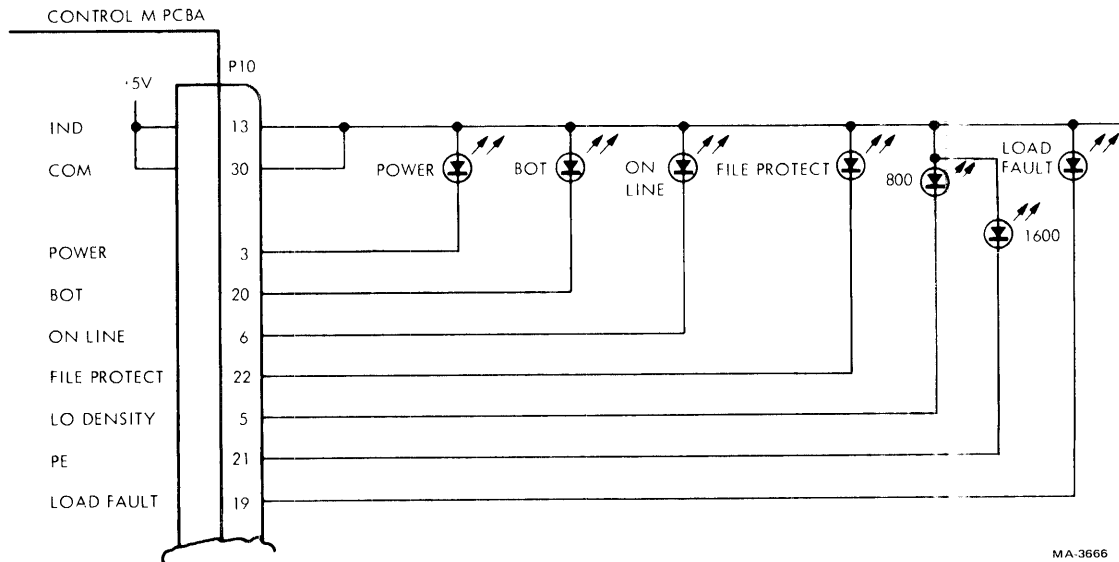 CONTROL M PCBA
P10
+5V
IND 13
COM 30
POWER BOT ON LINE FILE PROTECT 800 LOAD FAULT
1600
POWER 3
BOT 20
ON LINE 6
FILE PROTECT 22
LO DENSITY 5
PE 21
LOAD FAULT 19
MA-3666